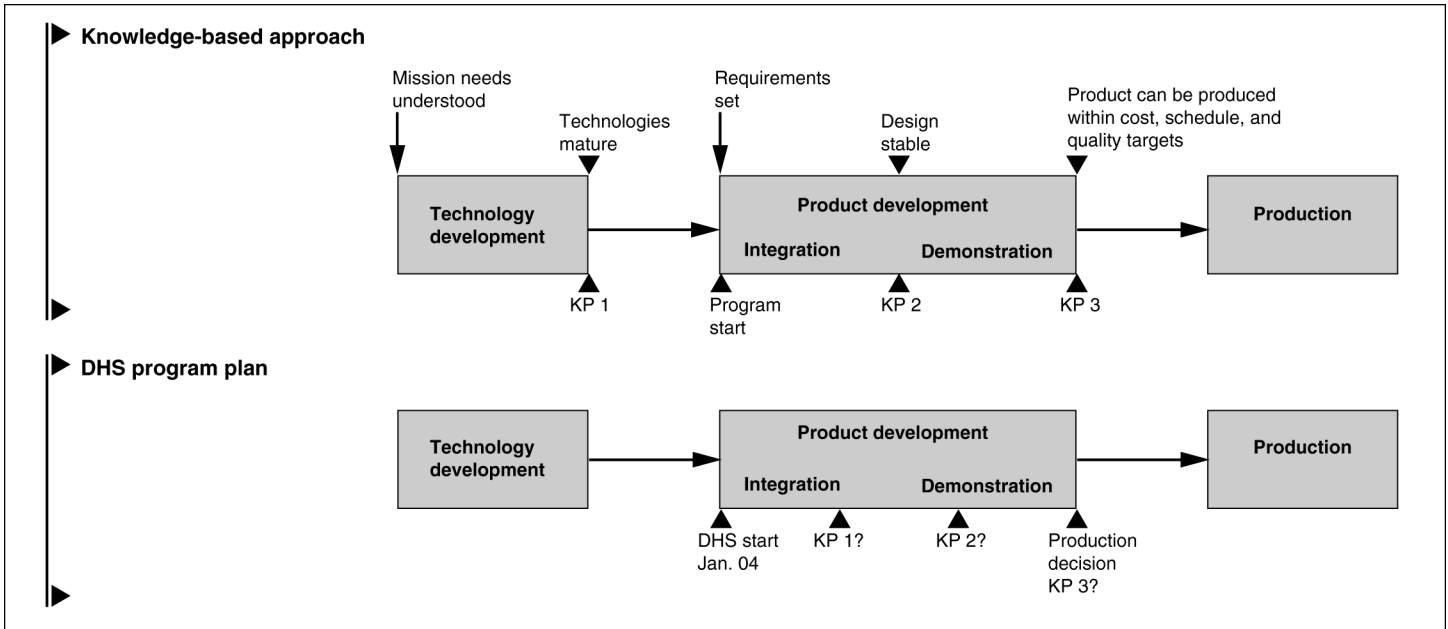 Knowledge-based approach
Mission needs
understood
Technologies
mature
Requirements
set
Design
stable
Product can be produced
within cost, schedule, and
quality targets
Technology
development
Product development
Integration
Demonstration
Production
KP 1
Program
start
KP 2
KP 3
DHS program plan
Technology
development
Product development
Integration
Demonstration
Production
DHS start
Jan. 04
KP 1?
KP 2?
Production
decision
KP 3?